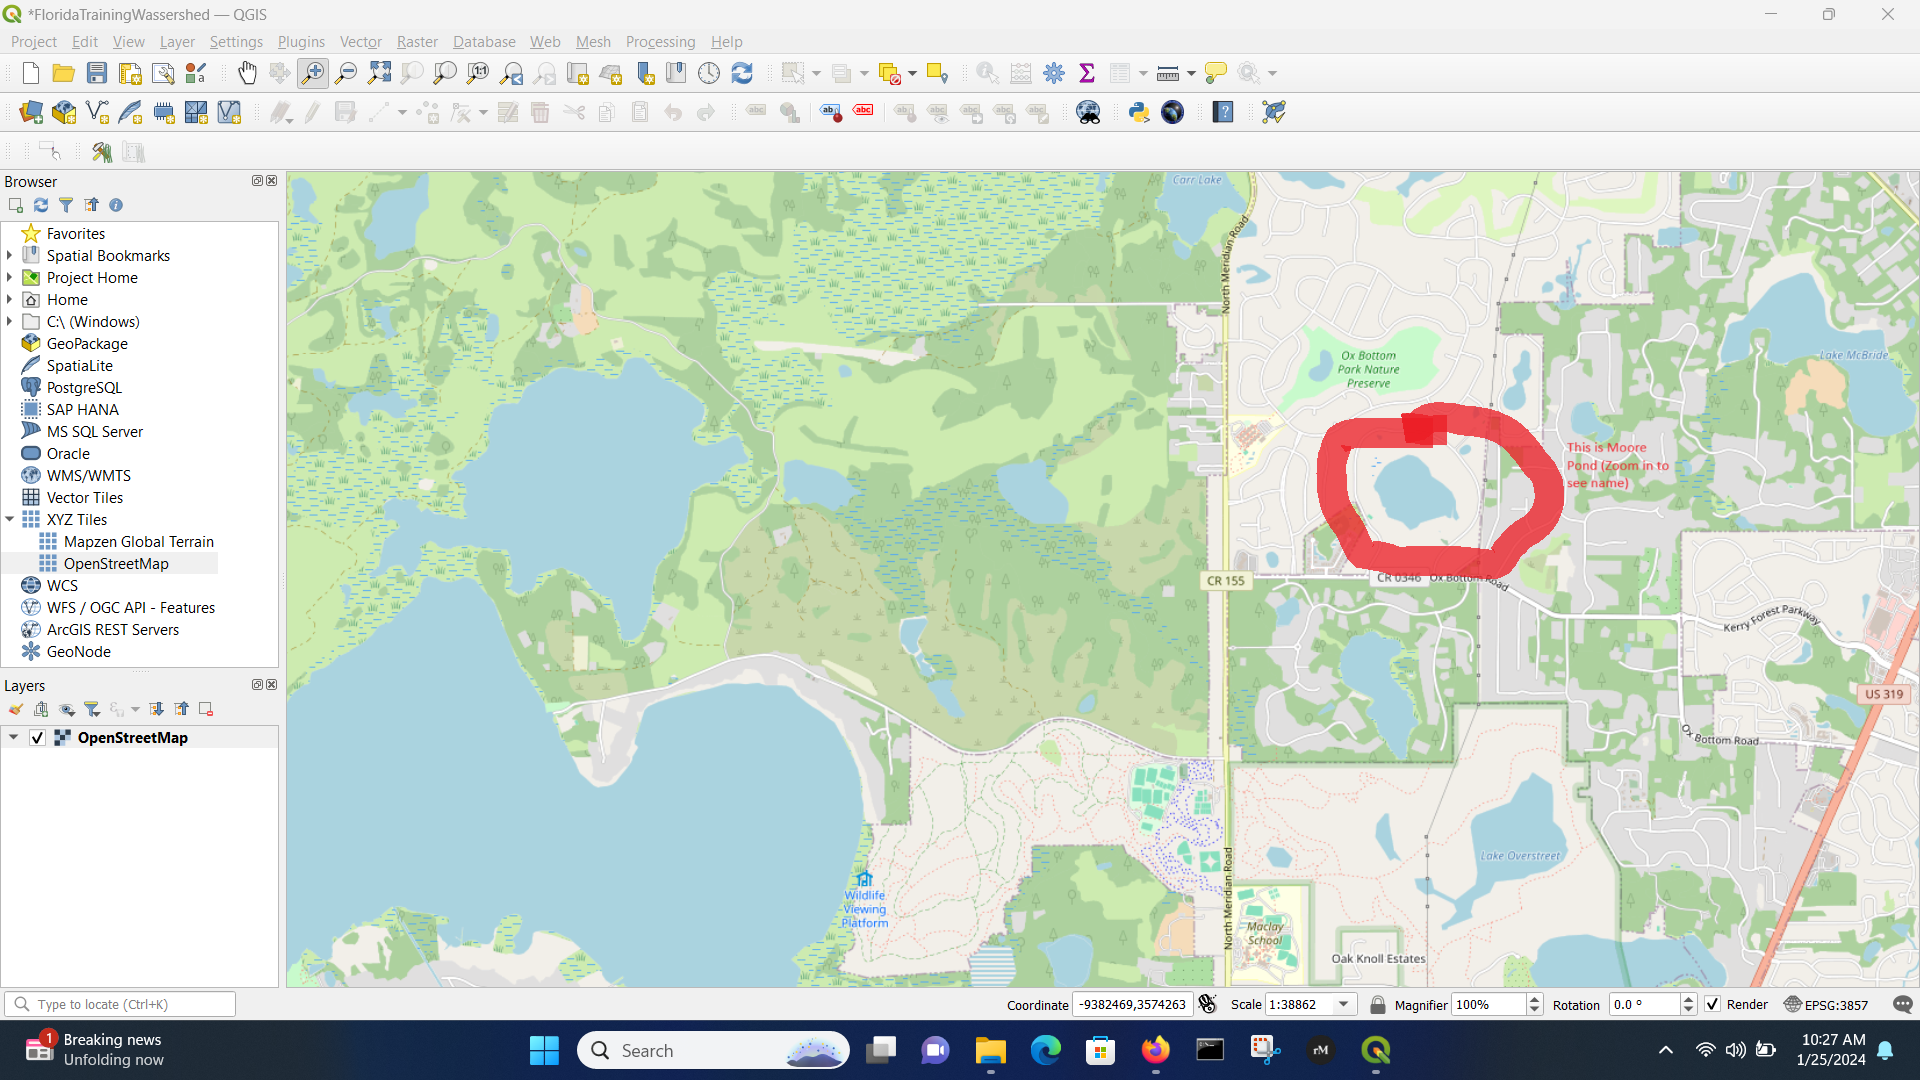 *FloridaTrainingWassershed — QGIS
Project Edit View Layer Settings Plugins Vector Raster Database Web Mesh Processing Help
Browser
Favorites
Spatial Bookmarks
Project Home
Home
C:\ (Windows)
GeoPackage
SpatiaLite
PostgreSQL
SAP HANA
MS SQL Server
Oracle
WMS/WMTS
Vector Tiles
XYZ Tiles
Mapzen Global Terrain
OpenStreetMap
WCS
WFS / OGC API - Features
ArcGIS REST Servers
GeoNode
Layers
OpenStreetMap
Carr Lake
North Meridian Road
Ox Bottom
Park Nature
Preserve
Lake McBride
This is Moore
Pond (Zoom in to
see name)
CR 155
CR 0346
Ox Bottom Road
Kerry Forest Parkway
US 319
Ox Bottom Road
Lake Overstreet
Wildlife
Viewing
Platform
North Meridian Road
Maclay
School
Oak Knoll Estates
Type to locate (Ctrl+K)
Coordinate -9382469,3574263 Scale 1:38862 Magnifier 100% Rotation 0.0 ° Render EPSG:3857
1
Breaking news
Unfolding now
Search
rM
10:27 AM
1/25/2024